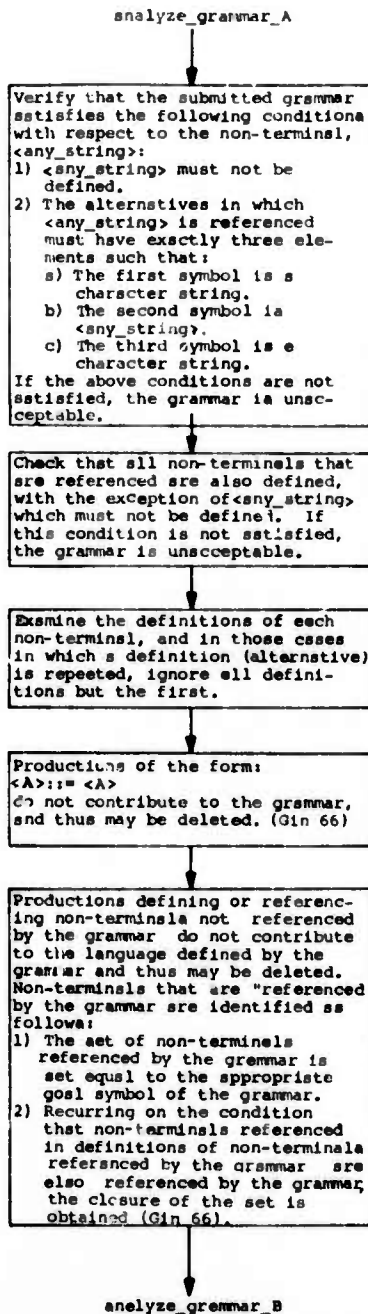 analyze_grammar_A
Verify that the submitted grammar
satisfies the following conditions
with respect to the non-terminal,
<any_string>:
1) <any_string> must not be
defined.
2) The alternatives in which
<any_string> is referenced
must have exactly three ele-
ments such that:
a) The first symbol is a
character string.
b) The second symbol is
<any_string>.
c) The third symbol is a
character string.
If the above conditions are not
satisfied, the grammar is unac-
ceptable.
Check that all non-terminals that
are referenced are also defined,
with the exception of<any_string>
which must not be defined. If
this condition is not satisfied,
the grammar is unacceptable.
Examine the definitions of each
non-terminal, and in those cases
in which a definition (alternative)
is repeated, ignore all defini-
tions but the first.
Productions of the form:
<A>::= <A>
do not contribute to the grammar,
and thus may be deleted. (Gin 66)
Productions defining or referenc-
ing non-terminals not referenced
by the grammar do not contribute
to the language defined by the
grammar and thus may be deleted.
Non-terminals that are "referenced
by the grammar are identified as
follows:
1) The set of non-terminals
referenced by the grammar is
set equal to the appropriate
goal symbol of the grammar.
2) Recurring on the condition
that non-terminals referenced
in definitions of non-terminals
referenced by the grammar are
also referenced by the grammar,
the closure of the set is
obtained (Gin 66).
analyze_grammar_B